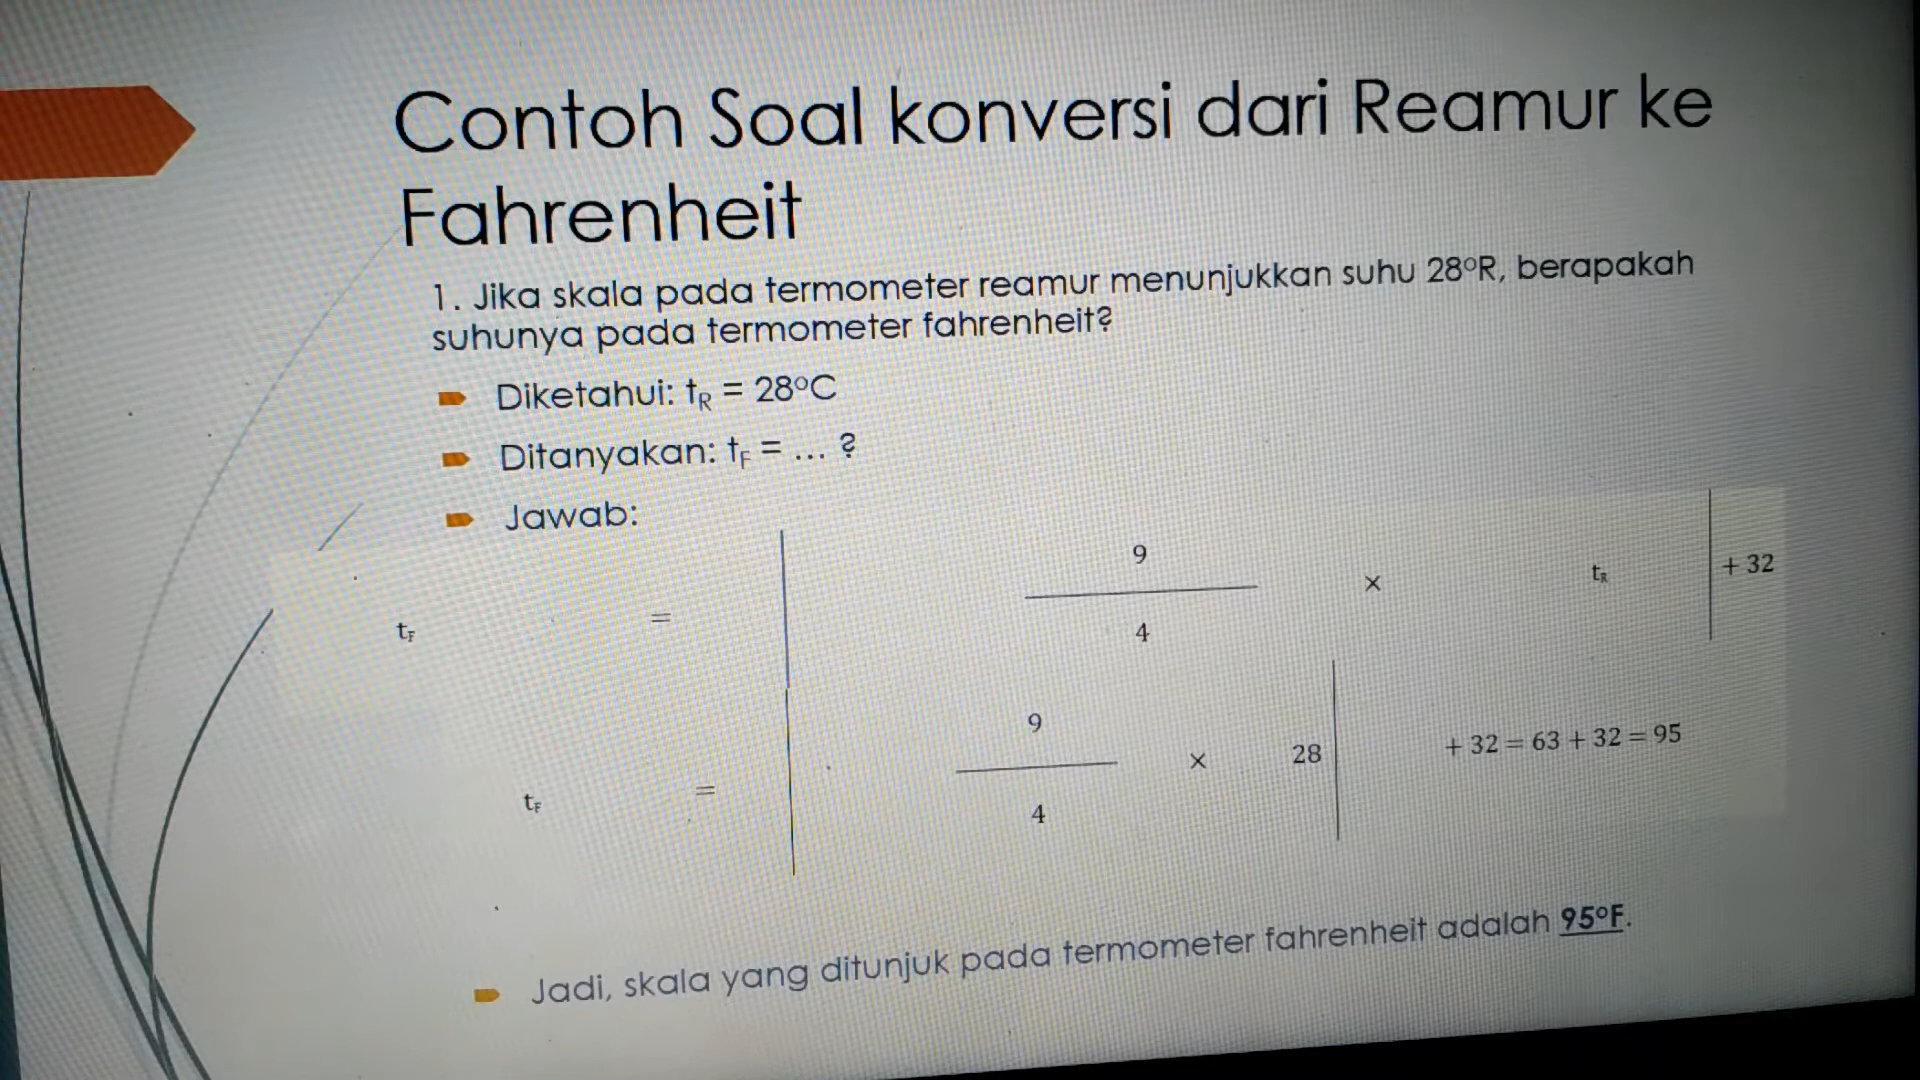 Contoh Soal konversi dari Reamur ke
Fahrenheit
1. Jika skala pada termometer reamur menunjukkan suhu 28°R, berapakah
suhunya pada termometer fahrenheit?
Diketahui: tR = 28°C
Ditanyakan: tF = ... ?
Jawab:
tF = | 9/4 × tR | + 32
tF = | 9/4 × 28 | + 32 = 63 + 32 = 95
Jadi, skala yang ditunjuk pada termometer fahrenheit adalah 95°F.